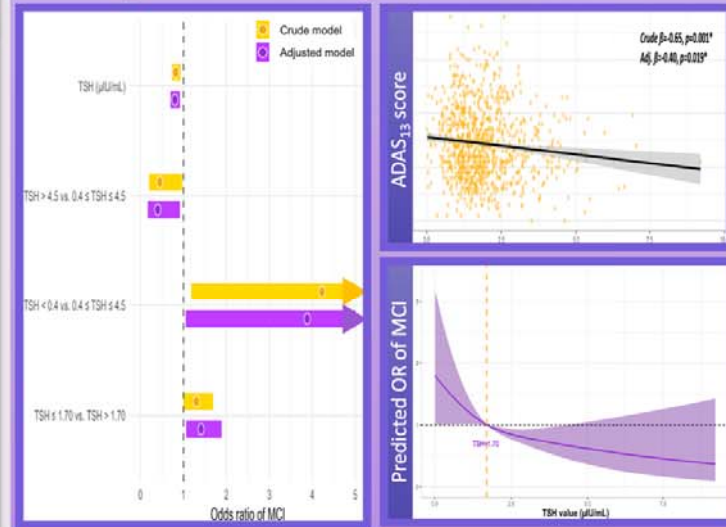 Crude model
Adjusted model
TSH (µIU/mL)
TSH > 4.5 vs. 0.4 ≤ TSH ≤ 4.5
TSH < 0.4 vs. 0.4 ≤ TSH ≤ 4.5
TSH ≤ 1.70 vs. TSH > 1.70
0 1 2 3 4 5
Odds ratio of MCI
ADAS13 score
Crude β=-0.65, p=0.001*
Adj. β=-0.40, p=0.019*
Predicted OR of MCI
TSH=1.70
TSH value (µIU/mL)